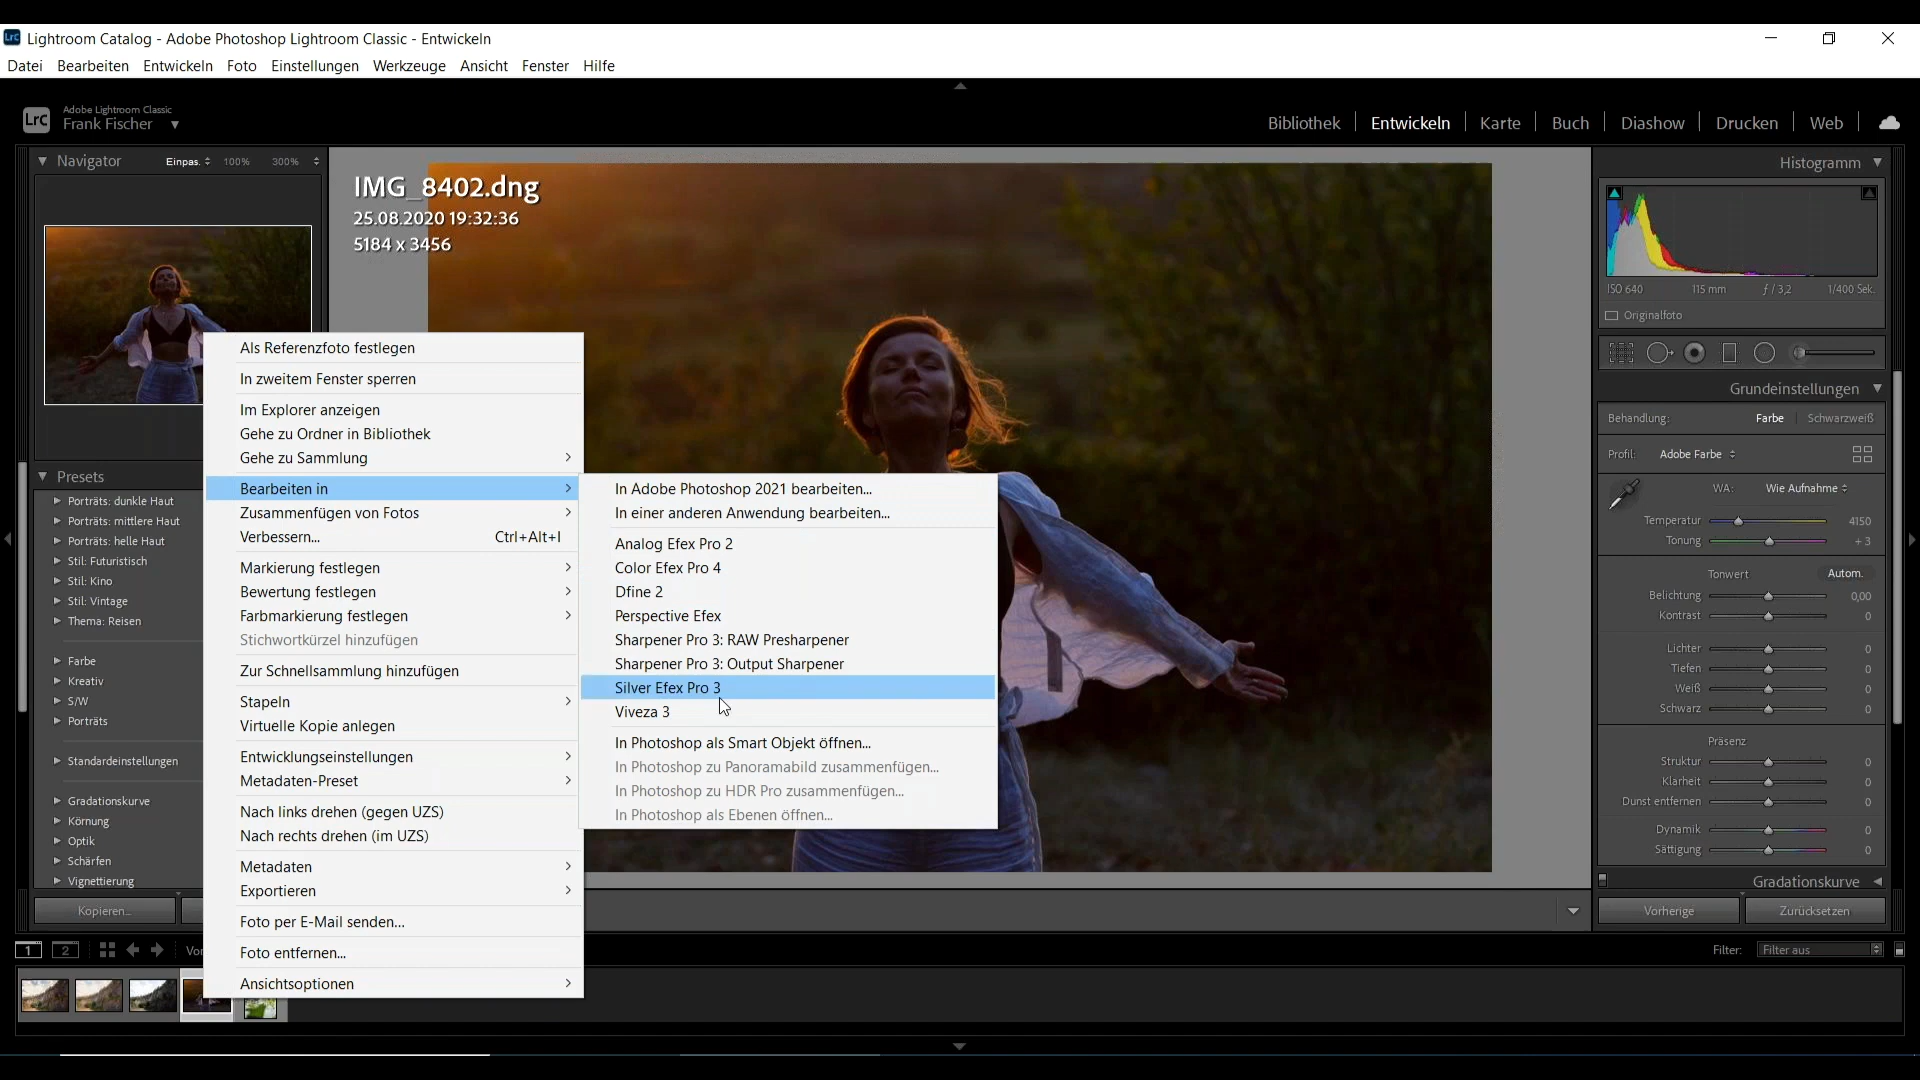 Lightroom Catalog - Adobe Photoshop Lightroom Classic - Entwickeln
Datei Bearbeiten Entwickeln Foto Einstellungen Werkzeuge Ansicht Fenster Hilfe
LrC
Adobe Lightroom Classic
Frank Fischer
Bibliothek Entwickeln Karte Buch Diashow Drucken Web
Navigator Einpas. 100% 300%
IMG_8402.dng
25.08.2020 19:32:36
5184 x 3456
Presets
Porträts: dunkle Haut
Porträts: mittlere Haut
Porträts: helle Haut
Stil: Futuristisch
Stil: Kino
Stil: Vintage
Thema: Reisen
Farbe
Kreativ
S/W
Porträts
Standardeinstellungen
Gradationskurve
Körnung
Optik
Schärfen
Vignettierung
Kopieren...
Als Referenzfoto festlegen
In zweitem Fenster sperren
Im Explorer anzeigen
Gehe zu Ordner in Bibliothek
Gehe zu Sammlung
Bearbeiten in
Zusammenfügen von Fotos
Verbessern... Ctrl+Alt+I
Markierung festlegen
Bewertung festlegen
Farbmarkierung festlegen
Stichwortkürzel hinzufügen
Zur Schnellsammlung hinzufügen
Stapeln
Virtuelle Kopie anlegen
Entwicklungseinstellungen
Metadaten-Preset
Nach links drehen (gegen UZS)
Nach rechts drehen (im UZS)
Metadaten
Exportieren
Foto per E-Mail senden...
Foto entfernen...
Ansichtsoptionen
In Adobe Photoshop 2021 bearbeiten...
In einer anderen Anwendung bearbeiten...
Analog Efex Pro 2
Color Efex Pro 4
Dfine 2
Perspective Efex
Sharpener Pro 3: RAW Presharpener
Sharpener Pro 3: Output Sharpener
Silver Efex Pro 3
Viveza 3
In Photoshop als Smart Objekt öffnen...
In Photoshop zu Panoramabild zusammenfügen...
In Photoshop zu HDR Pro zusammenfügen...
In Photoshop als Ebenen öffnen...
Histogramm
ISO 640 115 mm ƒ / 3,2 1/400 Sek.
Originalfoto
Grundeinstellungen
Behandlung: Farbe Schwarzweiß
Profil: Adobe Farbe
WA: Wie Aufnahme
Temperatur 4150
Tonung + 3
Tonwert Autom.
Belichtung 0,00
Kontrast 0
Lichter 0
Tiefen 0
Weiß 0
Schwarz 0
Präsenz
Struktur 0
Klarheit 0
Dunst entfernen 0
Dynamik 0
Sättigung 0
Gradationskurve
Vorherige Zurücksetzen
1 2 Filter: Filter aus